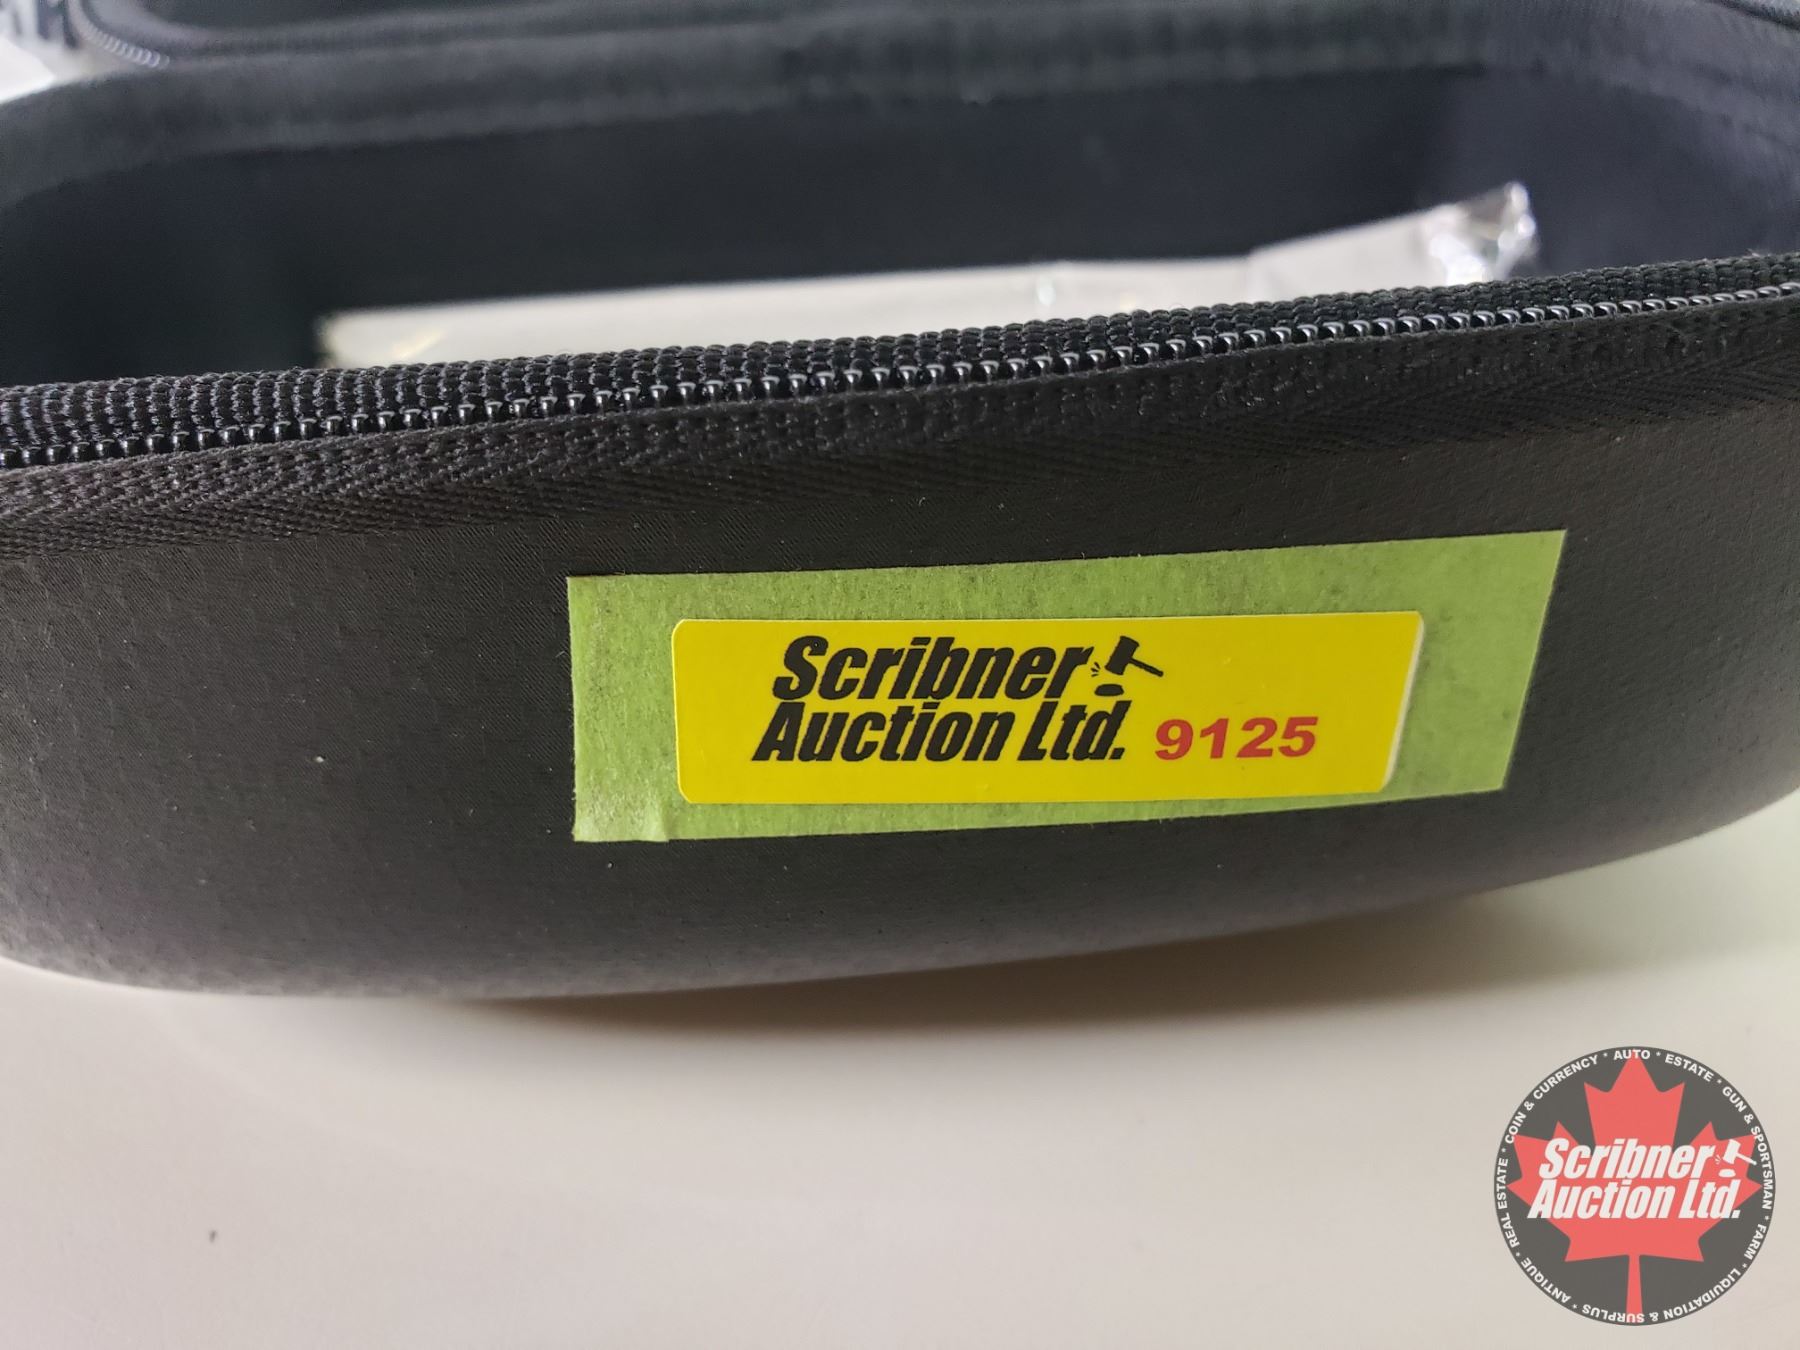 Scribner
Auction Ltd. 9125
COIN & CURRENCY * AUTO * ESTATE * GUN & SPORTSMAN * FARM * LIQUIDATION & SURPLUS * ANTIQUE * REAL ESTATE *
Scribner
Auction Ltd.